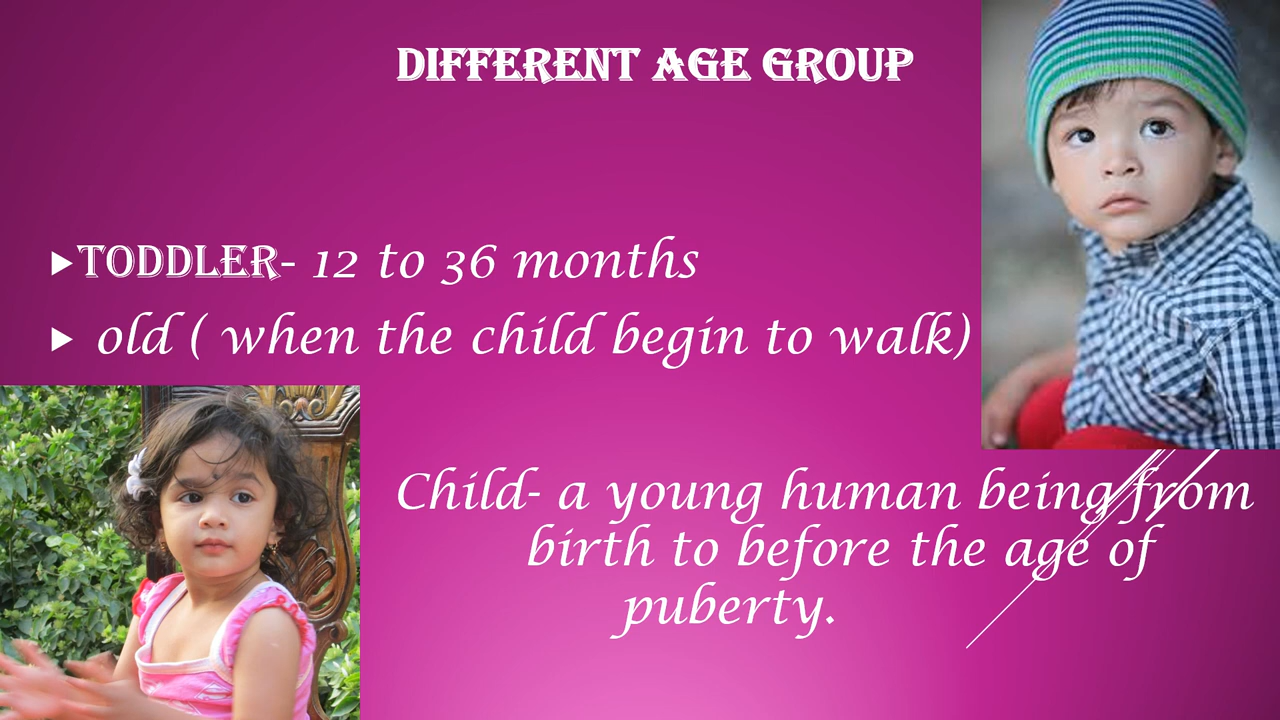 DIFFERENT AGE GROUP
TODDLER- 12 to 36 months
old ( when the child begin to walk)
Child- a young human being from
birth to before the age of
puberty.